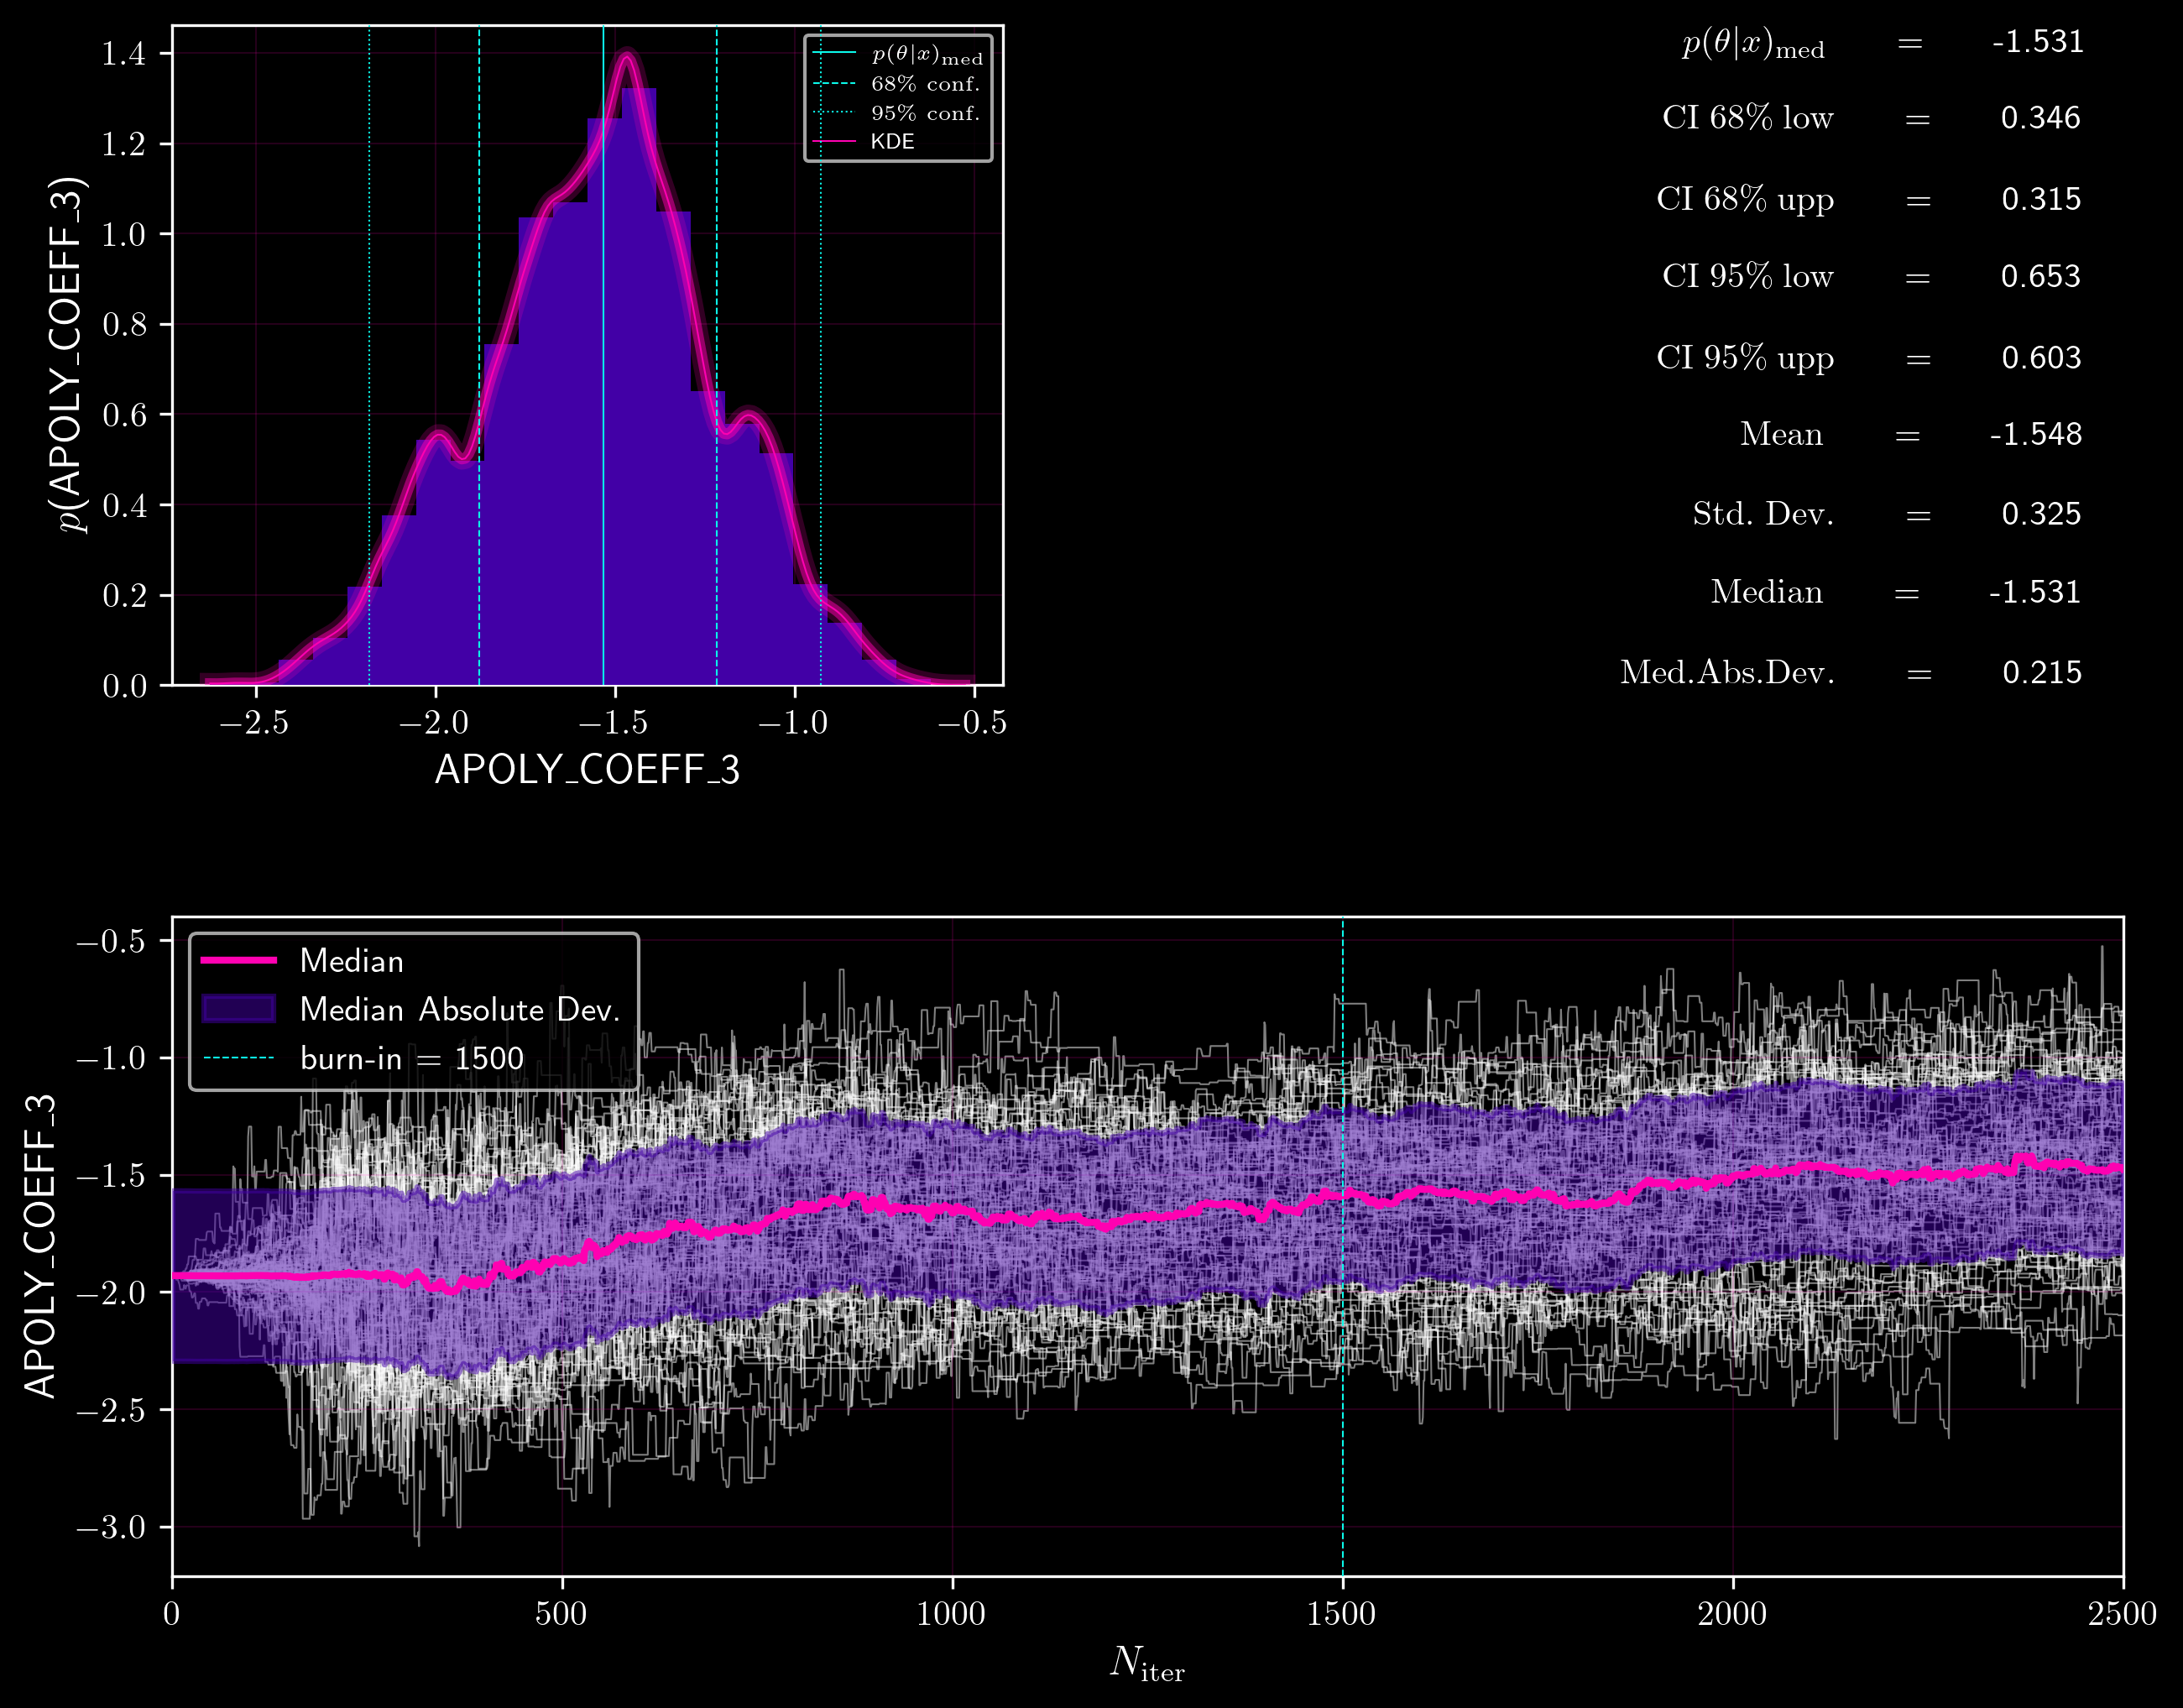 p(APOLY_COEFF_3)
1.4
1.2
1.0
0.8
0.6
0.4
0.2
0.0
−2.5 −2.0 −1.5 −1.0 −0.5
APOLY_COEFF_3
p(θ|x)med
68% conf.
95% conf.
KDE
p(θ|x)med = -1.531
CI 68% low = 0.346
CI 68% upp = 0.315
CI 95% low = 0.653
CI 95% upp = 0.603
Mean = -1.548
Std. Dev. = 0.325
Median = -1.531
Med.Abs.Dev. = 0.215
APOLY_COEFF_3
−0.5
−1.0
−1.5
−2.0
−2.5
−3.0
Median
Median Absolute Dev.
burn-in = 1500
0 500 1000 1500 2000 2500
Niter